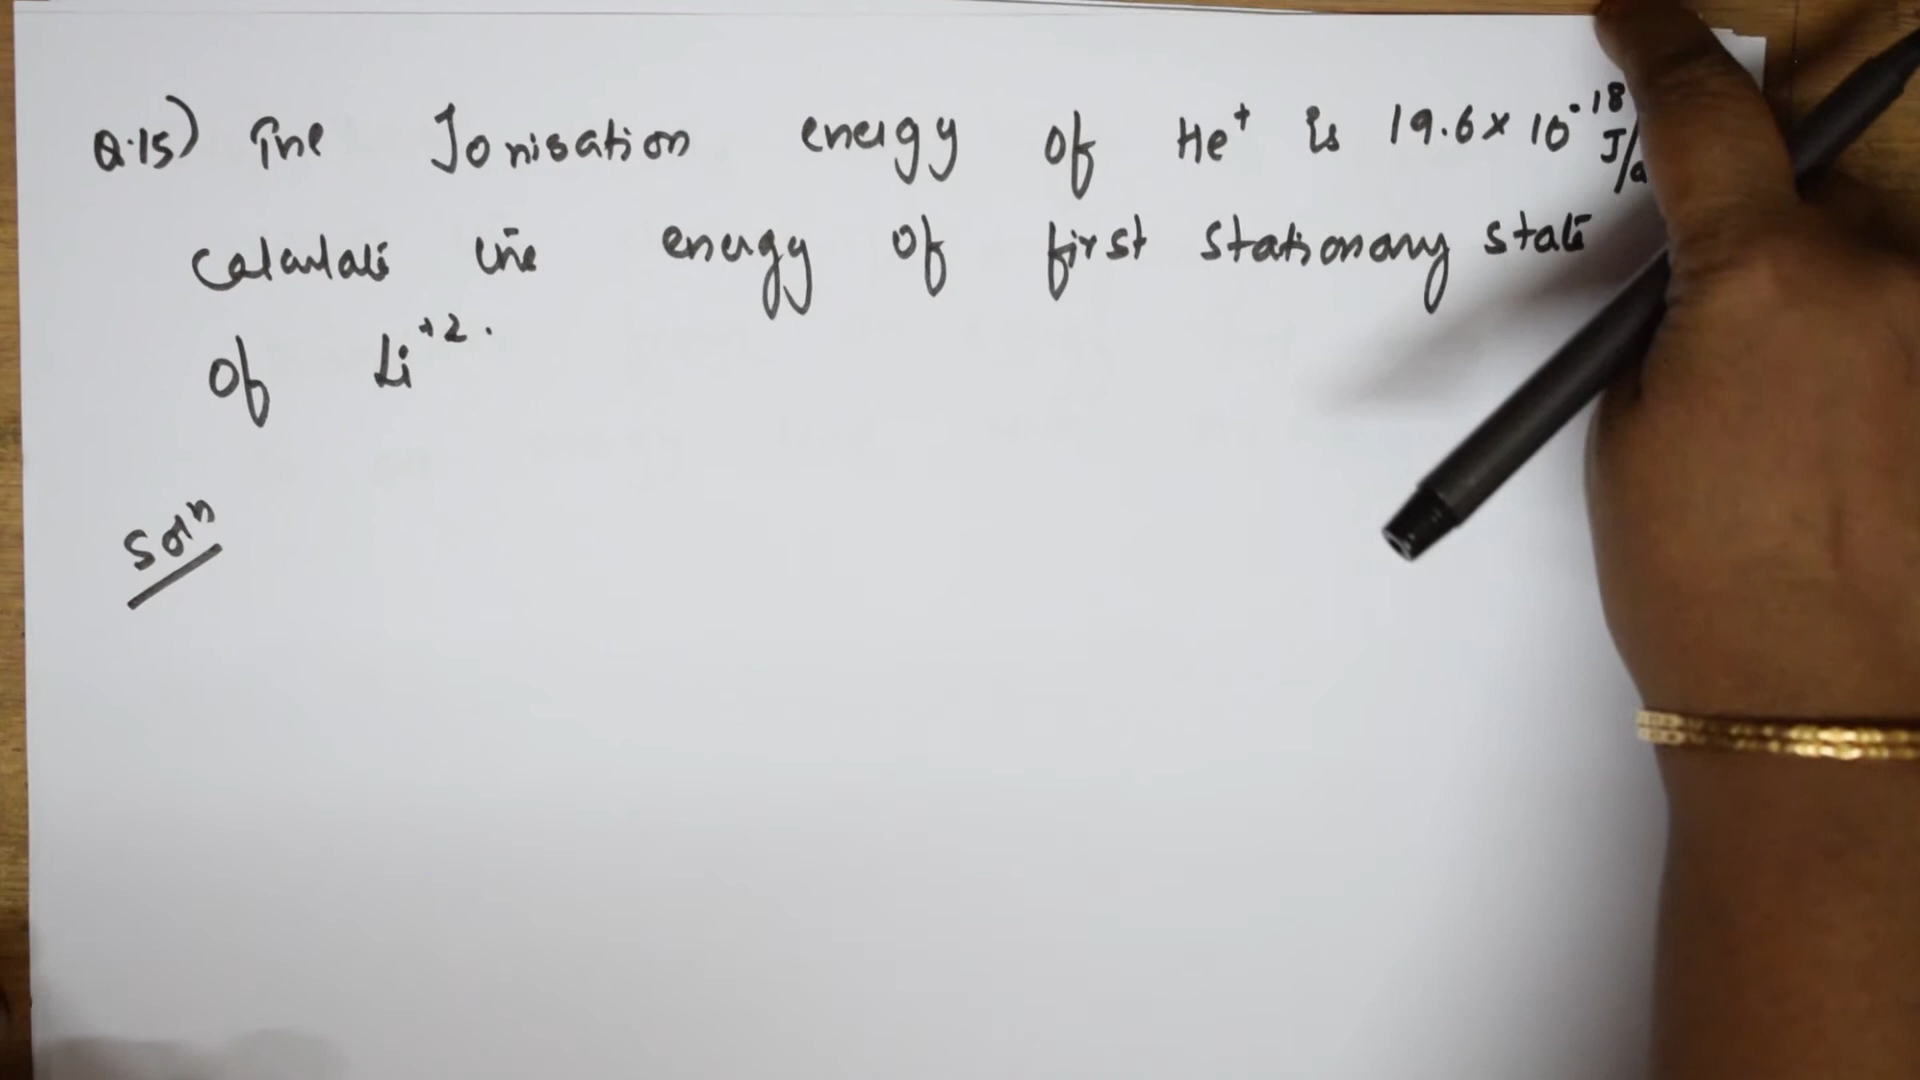 Q.15) The Ionisation energy of He⁺ is 19.6 × 10⁻¹⁸ J/a
calculate the energy of first stationary state
of Li⁺².
Solⁿ